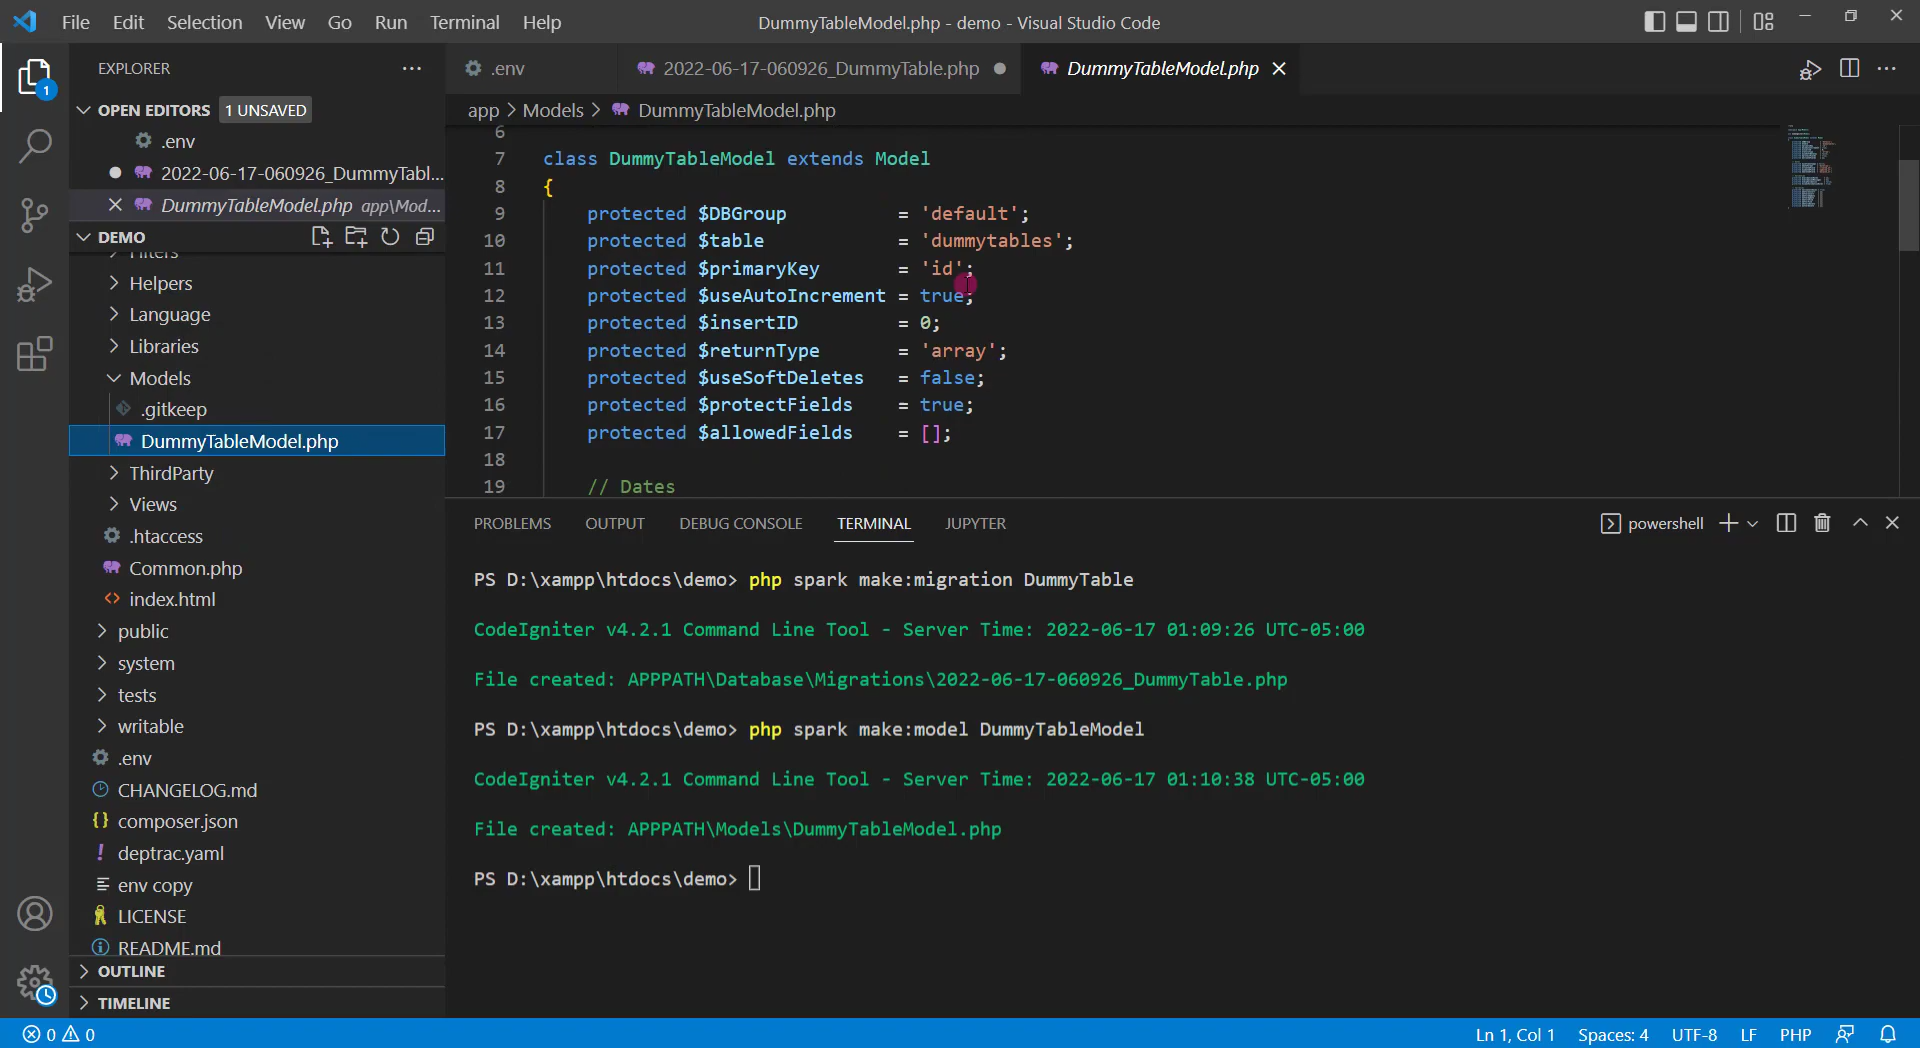 File Edit Selection View Go Run Terminal Help
DummyTableModel.php - demo - Visual Studio Code
EXPLORER
1
OPEN EDITORS 1 UNSAVED
.env
2022-06-17-060926_DummyTabl...
DummyTableModel.php app\Mod...
DEMO
Filters
Helpers
Language
Libraries
Models
.gitkeep
DummyTableModel.php
ThirdParty
Views
.htaccess
Common.php
index.html
public
system
tests
writable
.env
CHANGELOG.md
composer.json
deptrac.yaml
env copy
LICENSE
README.md
OUTLINE
TIMELINE
.env
2022-06-17-060926_DummyTable.php
DummyTableModel.php
app > Models > DummyTableModel.php
6
7 class DummyTableModel extends Model
8 {
9 protected $DBGroup = 'default';
10 protected $table = 'dummytables';
11 protected $primaryKey = 'id';
12 protected $useAutoIncrement = true;
13 protected $insertID = 0;
14 protected $returnType = 'array';
15 protected $useSoftDeletes = false;
16 protected $protectFields = true;
17 protected $allowedFields = [];
18
19 // Dates
PROBLEMS OUTPUT DEBUG CONSOLE TERMINAL JUPYTER
powershell
PS D:\xampp\htdocs\demo> php spark make:migration DummyTable
CodeIgniter v4.2.1 Command Line Tool - Server Time: 2022-06-17 01:09:26 UTC-05:00
File created: APPPATH\Database\Migrations\2022-06-17-060926_DummyTable.php
PS D:\xampp\htdocs\demo> php spark make:model DummyTableModel
CodeIgniter v4.2.1 Command Line Tool - Server Time: 2022-06-17 01:10:38 UTC-05:00
File created: APPPATH\Models\DummyTableModel.php
PS D:\xampp\htdocs\demo>
0 0
Ln 1, Col 1 Spaces: 4 UTF-8 LF PHP